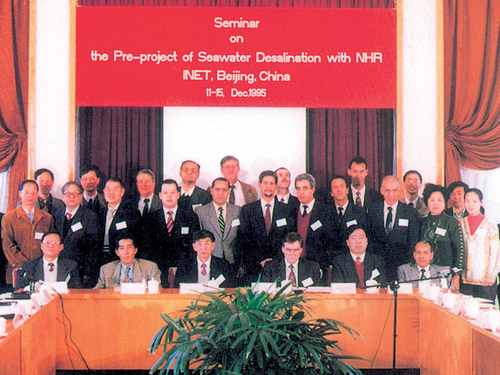 Seminar
on
the Pre-project of Seawater Desalination with NHR
INET, Beijing, China
11-15, Dec.1995